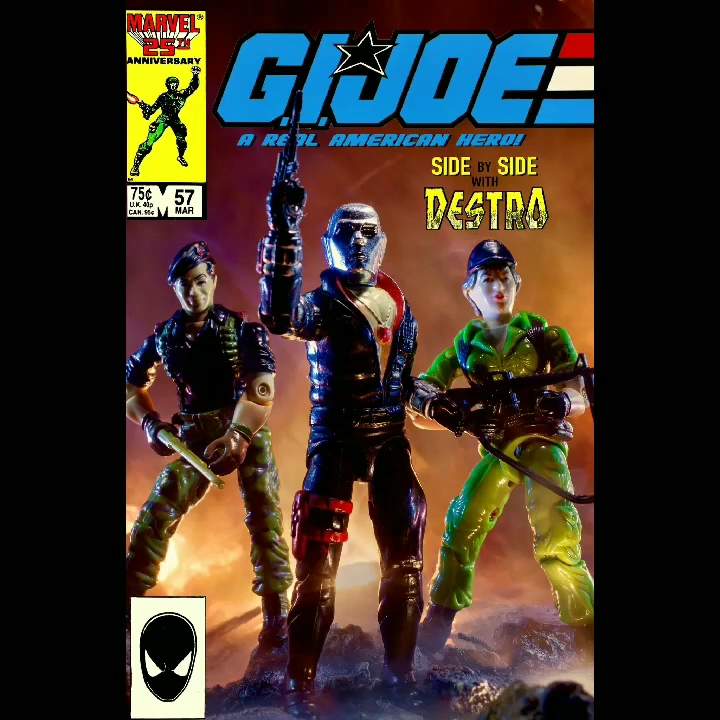 MARVEL®
25TH
ANNIVERSARY
G.I. JOE
A REAL AMERICAN HERO!
SIDE BY SIDE
WITH
DESTRO
75¢
U.K. 40p
CAN. 95¢
57
MAR